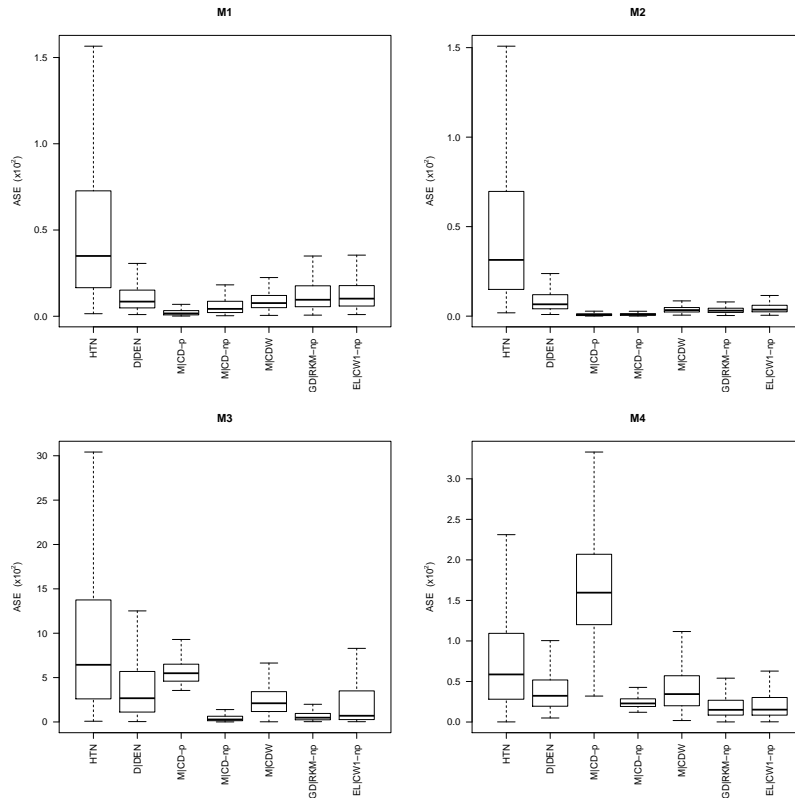 M1
ASE (x10²)
1.5
1.0
0.5
0.0
HTN
D|DEN
M|CD−p
M|CD−np
M|CDW
GD|RKM−np
EL|CW1−np
M2
ASE (x10²)
1.5
1.0
0.5
0.0
HTN
D|DEN
M|CD−p
M|CD−np
M|CDW
GD|RKM−np
EL|CW1−np
M3
ASE (x10²)
30
25
20
15
10
5
0
HTN
D|DEN
M|CD−p
M|CD−np
M|CDW
GD|RKM−np
EL|CW1−np
M4
ASE (x10²)
3.0
2.5
2.0
1.5
1.0
0.5
0.0
HTN
D|DEN
M|CD−p
M|CD−np
M|CDW
GD|RKM−np
EL|CW1−np